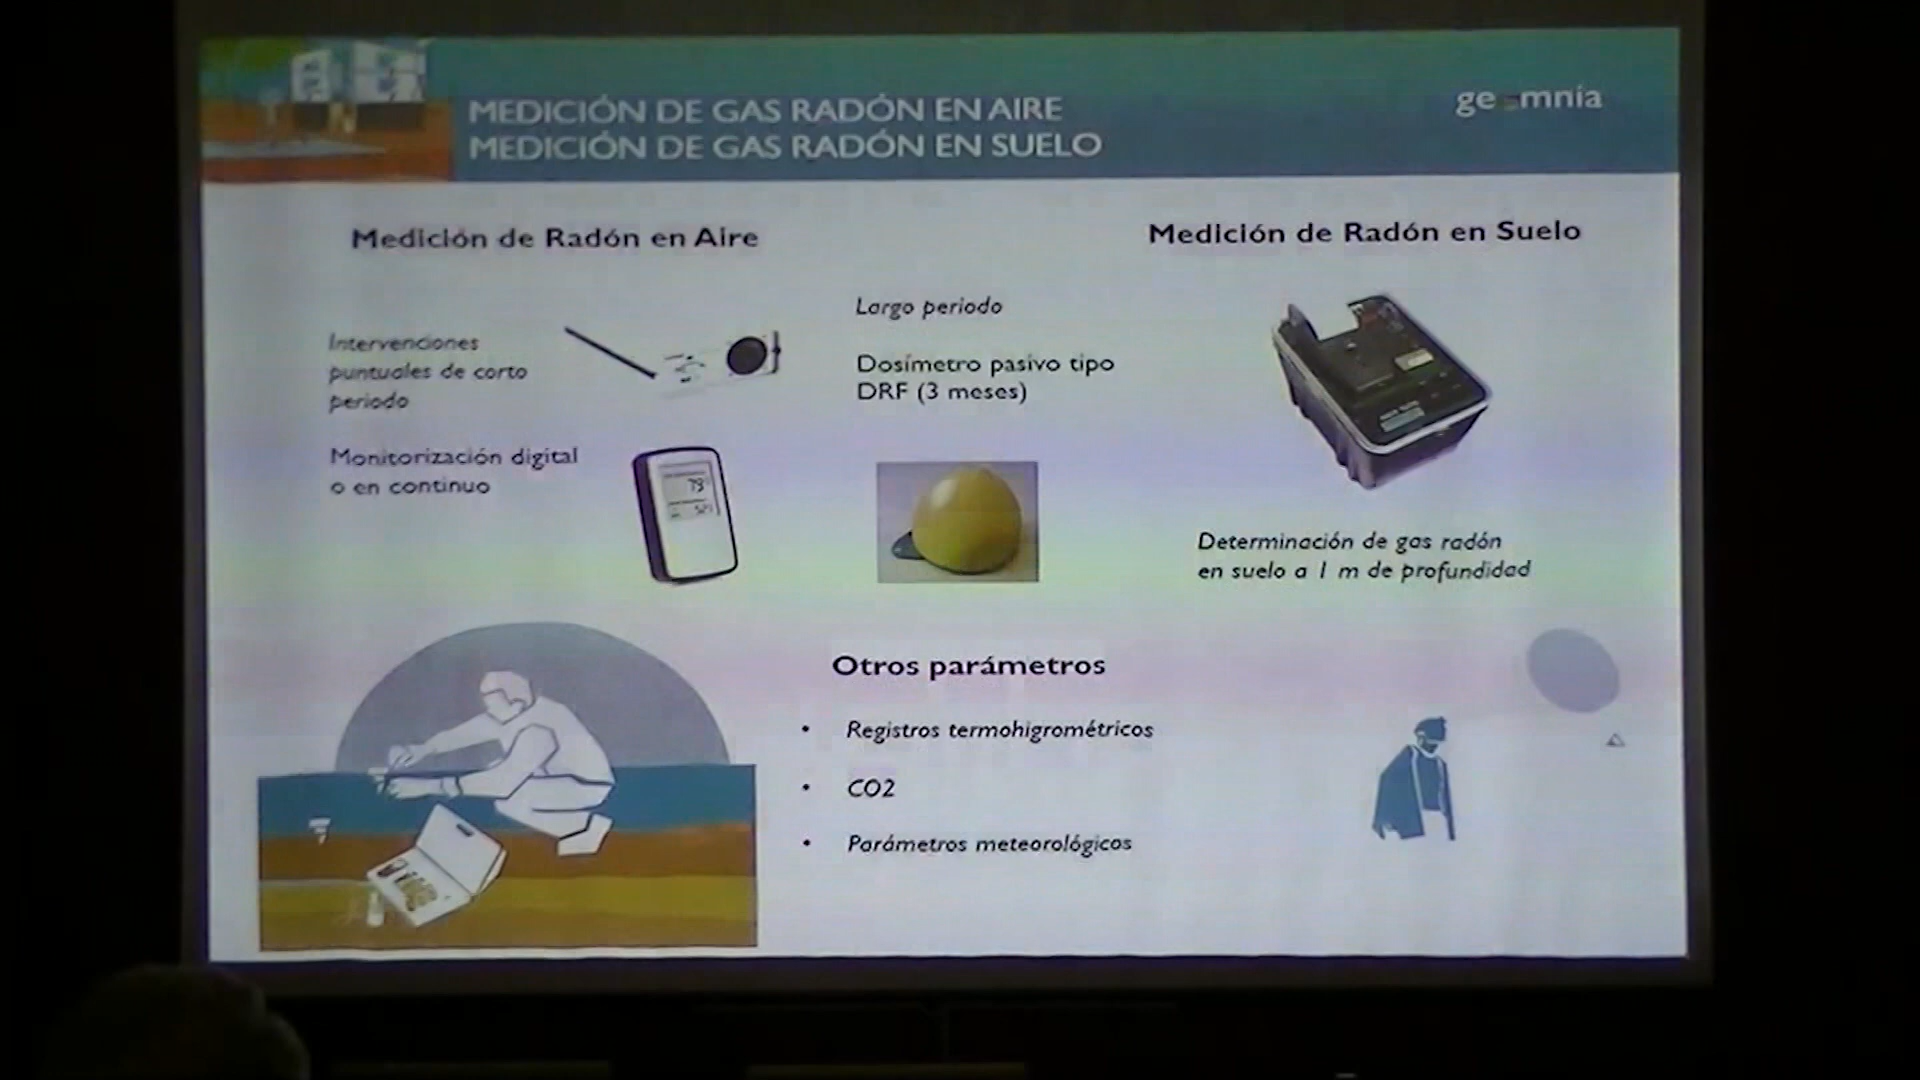 MEDICIÓN DE GAS RADÓN EN AIRE
MEDICIÓN DE GAS RADÓN EN SUELO
ge mnia
Medición de Radón en Aire
Intervenciones
puntuales de corto
periodo
Monitorización digital
o en continuo
Largo periodo
Dosímetro pasivo tipo
DRF (3 meses)
Medición de Radón en Suelo
Determinación de gas radón
en suelo a 1 m de profundidad
Otros parámetros
• Registros termohigrométricos
• CO2
• Parámetros meteorológicos